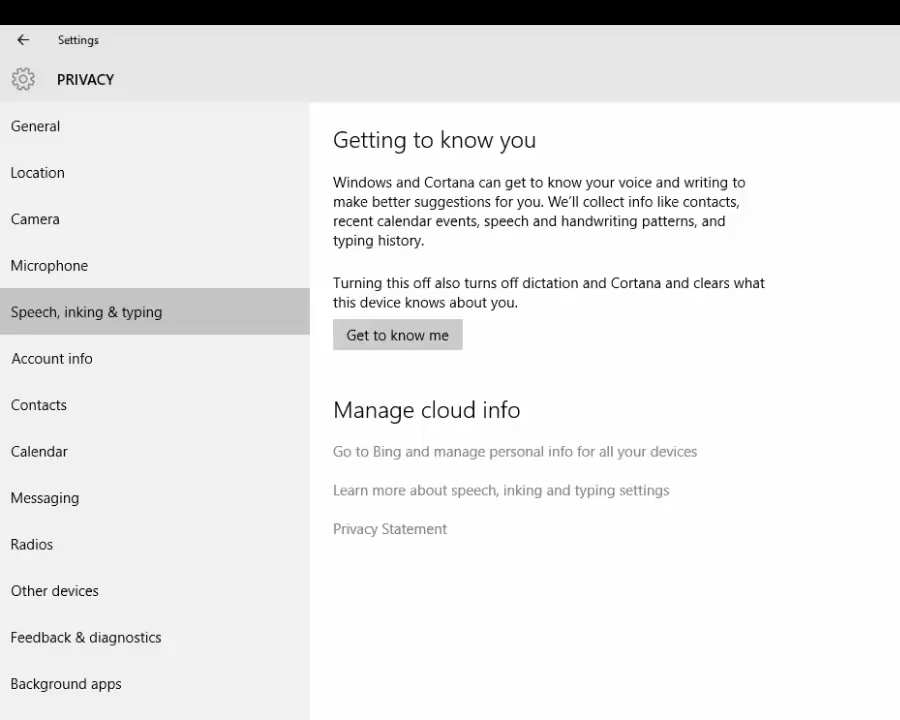 Settings
PRIVACY
General
Location
Camera
Microphone
Speech, inking & typing
Account info
Contacts
Calendar
Messaging
Radios
Other devices
Feedback & diagnostics
Background apps
Getting to know you
Windows and Cortana can get to know your voice and writing to
make better suggestions for you. We'll collect info like contacts,
recent calendar events, speech and handwriting patterns, and
typing history.
Turning this off also turns off dictation and Cortana and clears what
this device knows about you.
Get to know me
Manage cloud info
Go to Bing and manage personal info for all your devices
Learn more about speech, inking and typing settings
Privacy Statement